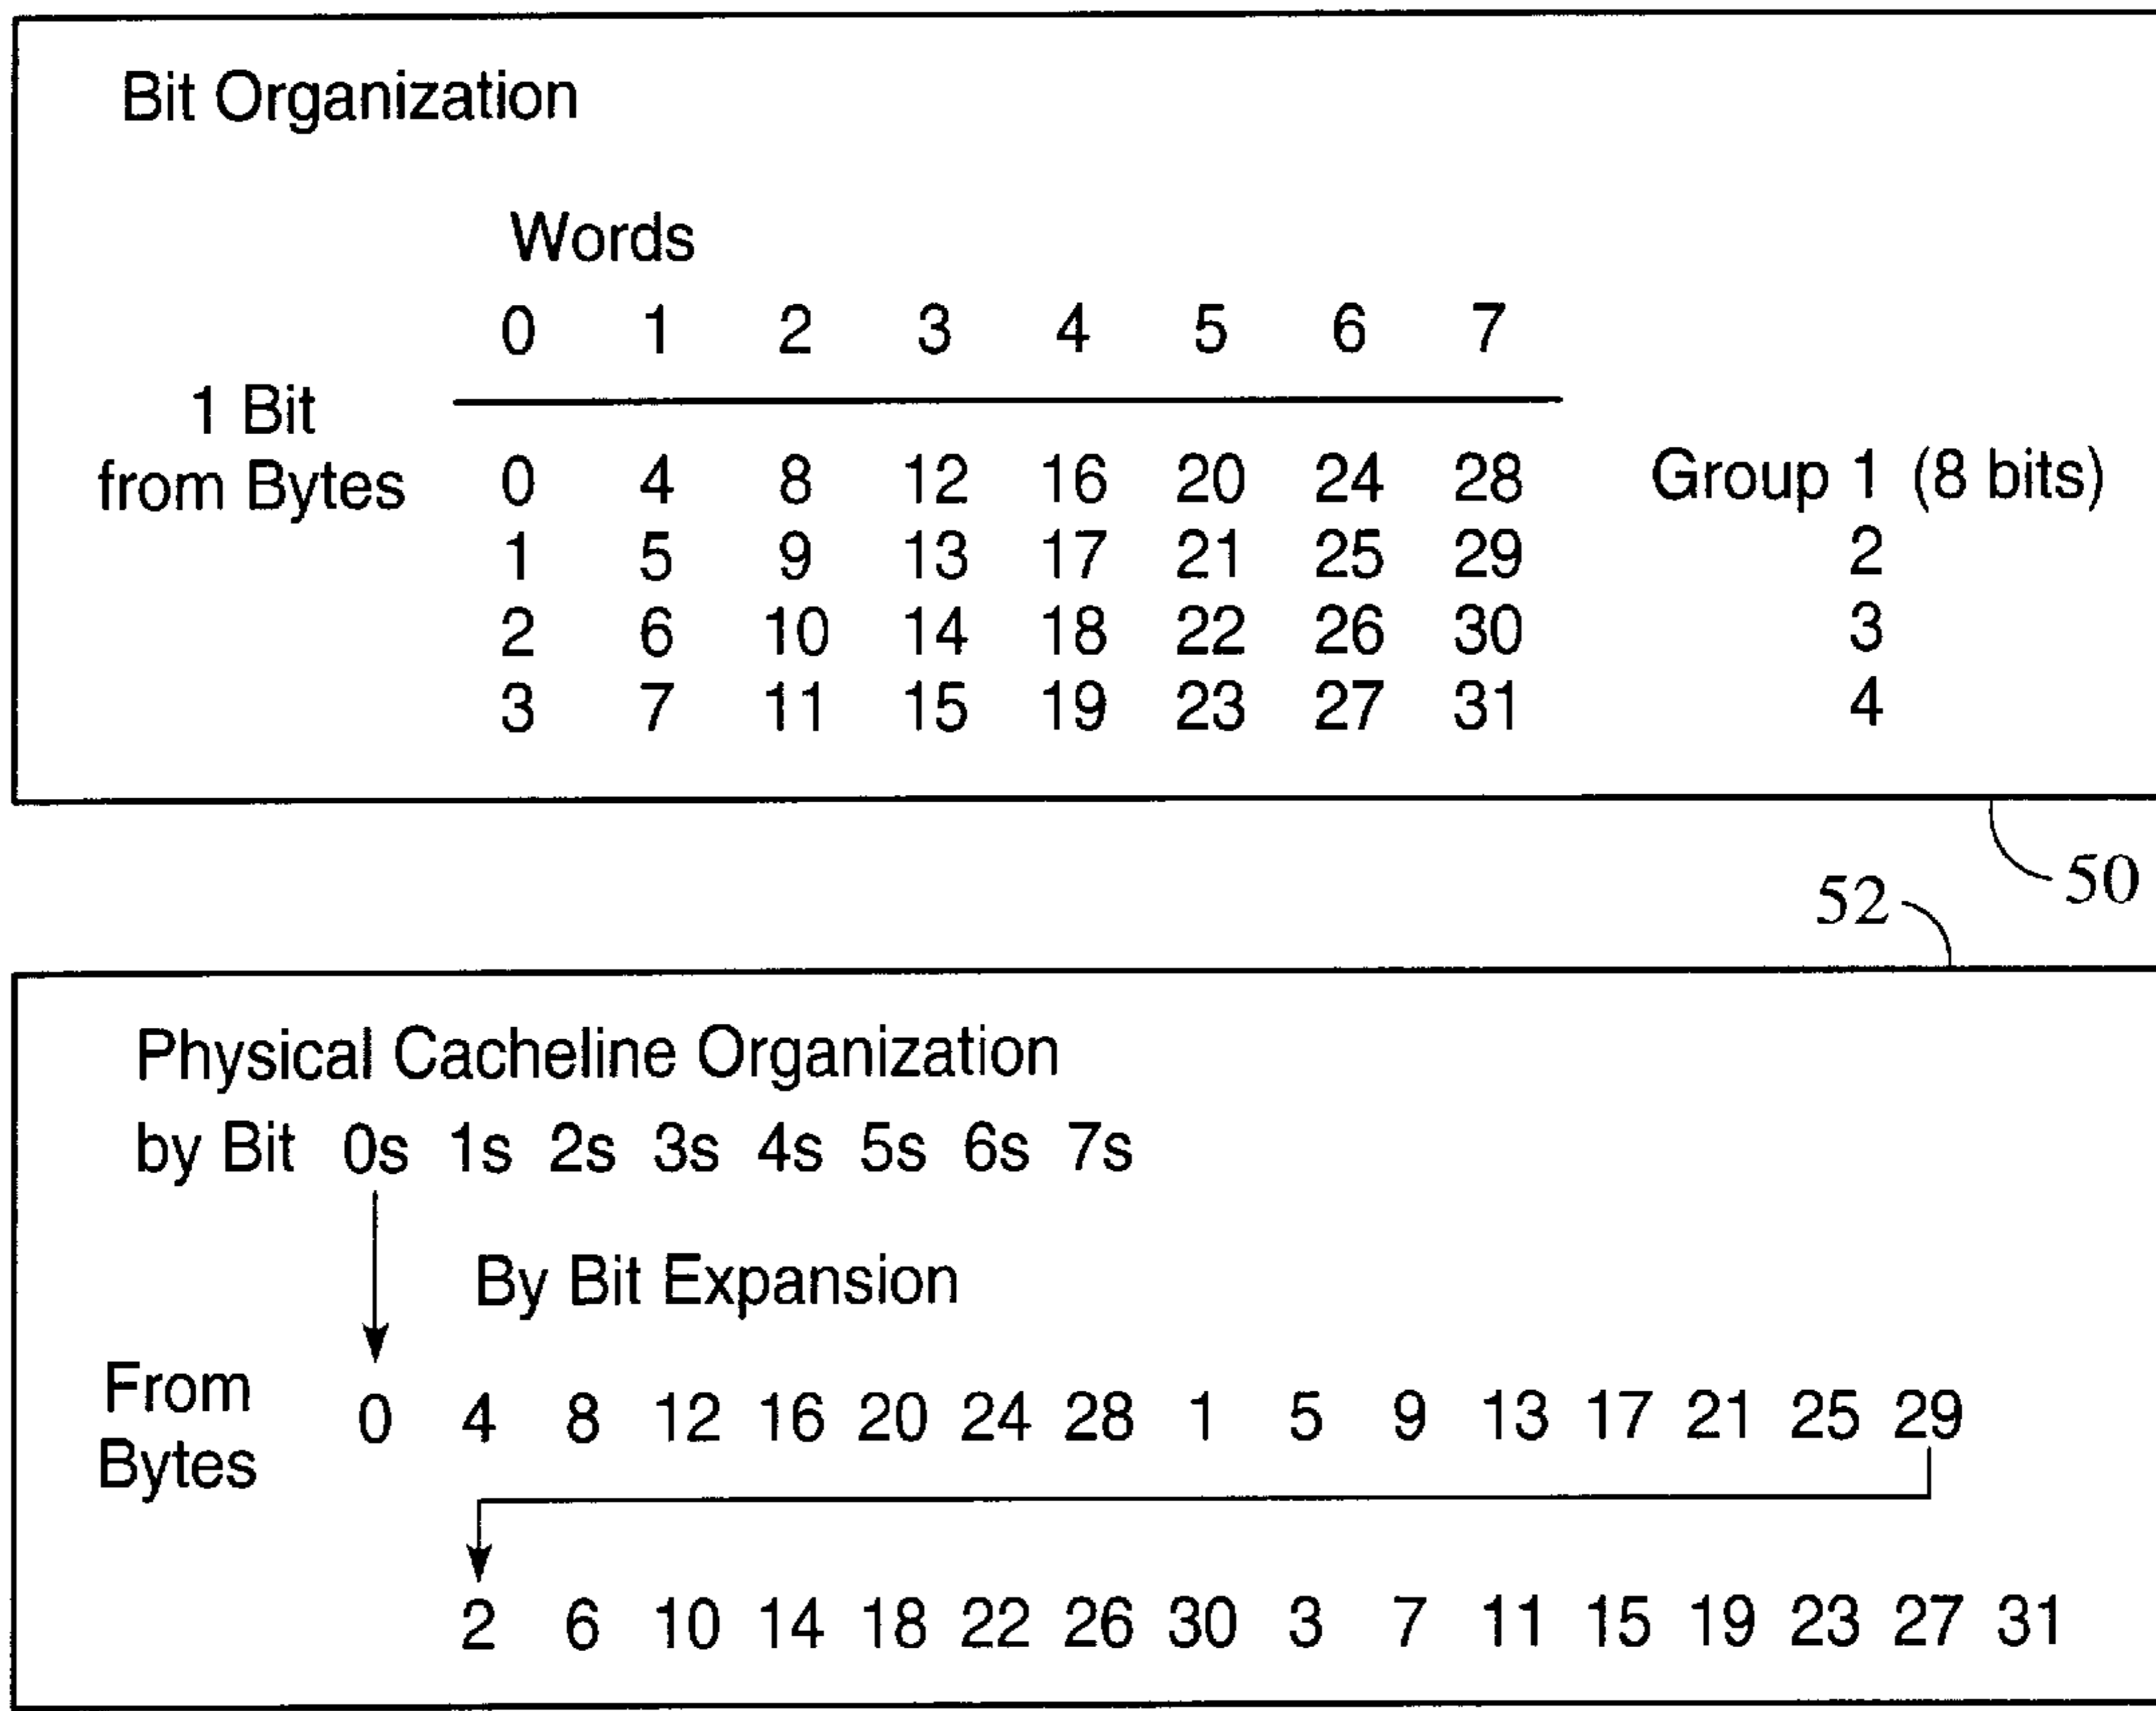 Bit Organization
Words
0 1 2 3 4 5 6 7
1 Bit
from Bytes 0 4 8 12 16 20 24 28 Group 1 (8 bits)
1 5 9 13 17 21 25 29 2
2 6 10 14 18 22 26 30 3
3 7 11 15 19 23 27 31 4
50
52
Physical Cacheline Organization
by Bit 0s 1s 2s 3s 4s 5s 6s 7s
By Bit Expansion
From
Bytes
0 4 8 12 16 20 24 28 1 5 9 13 17 21 25 29
2 6 10 14 18 22 26 30 3 7 11 15 19 23 27 31